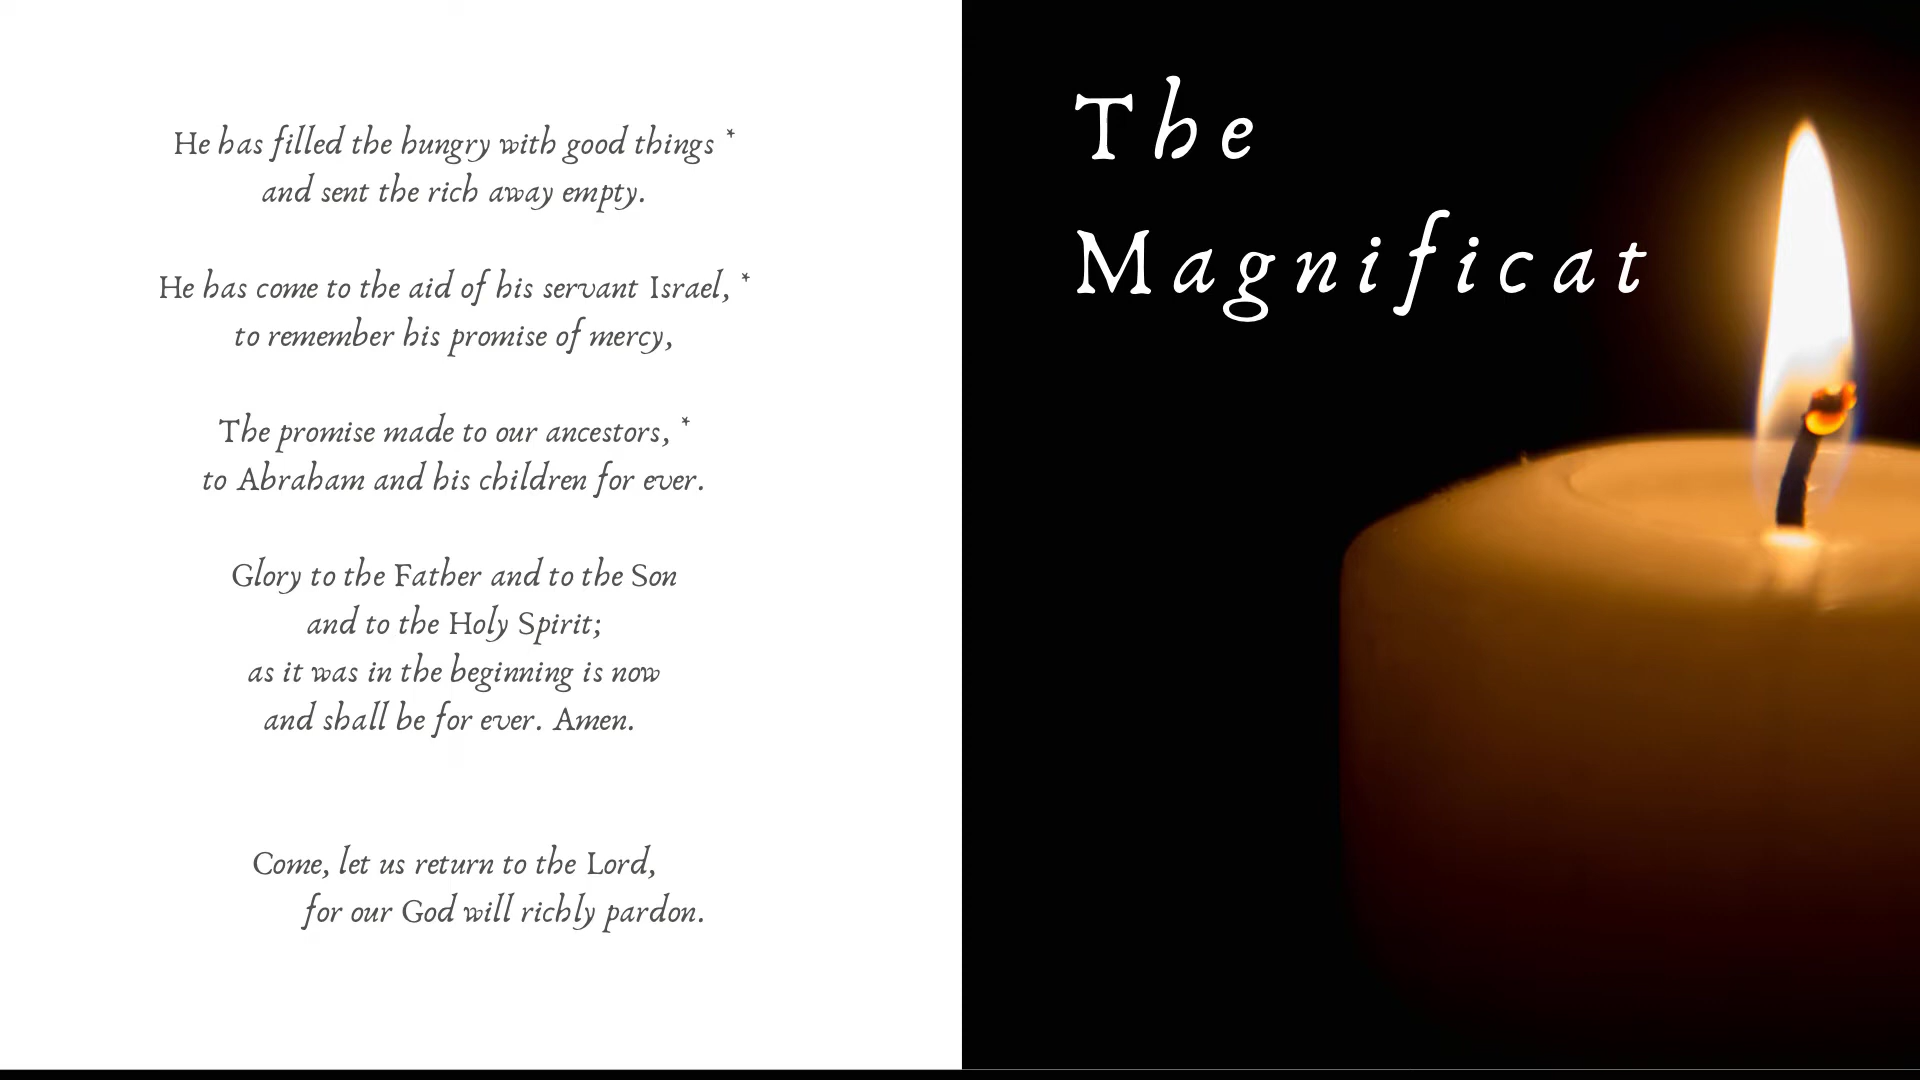 He has filled the hungry with good things *
and sent the rich away empty.
He has come to the aid of his servant Israel, *
to remember his promise of mercy,
The promise made to our ancestors, *
to Abraham and his children for ever.
Glory to the Father and to the Son
and to the Holy Spirit;
as it was in the beginning is now
and shall be for ever. Amen.
Come, let us return to the Lord,
for our God will richly pardon.
The
Magnificat